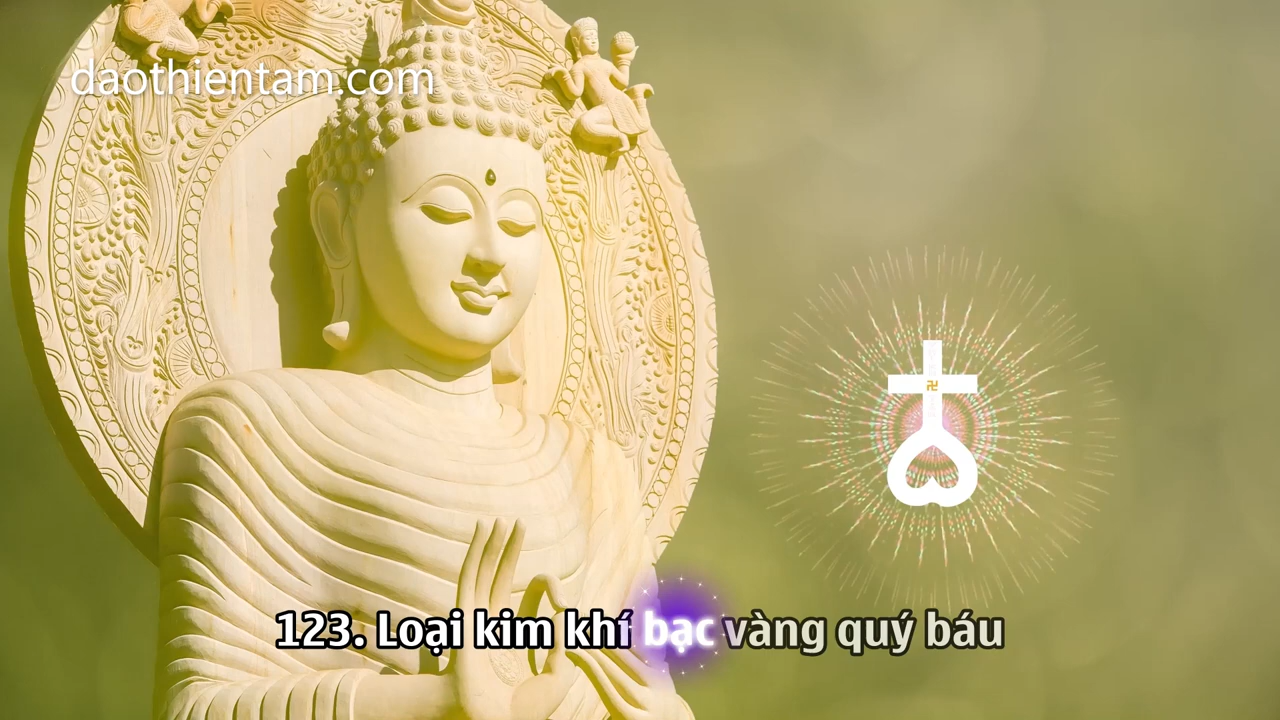 daothientam.com
123. Loại kim khí bạc vàng quý báu